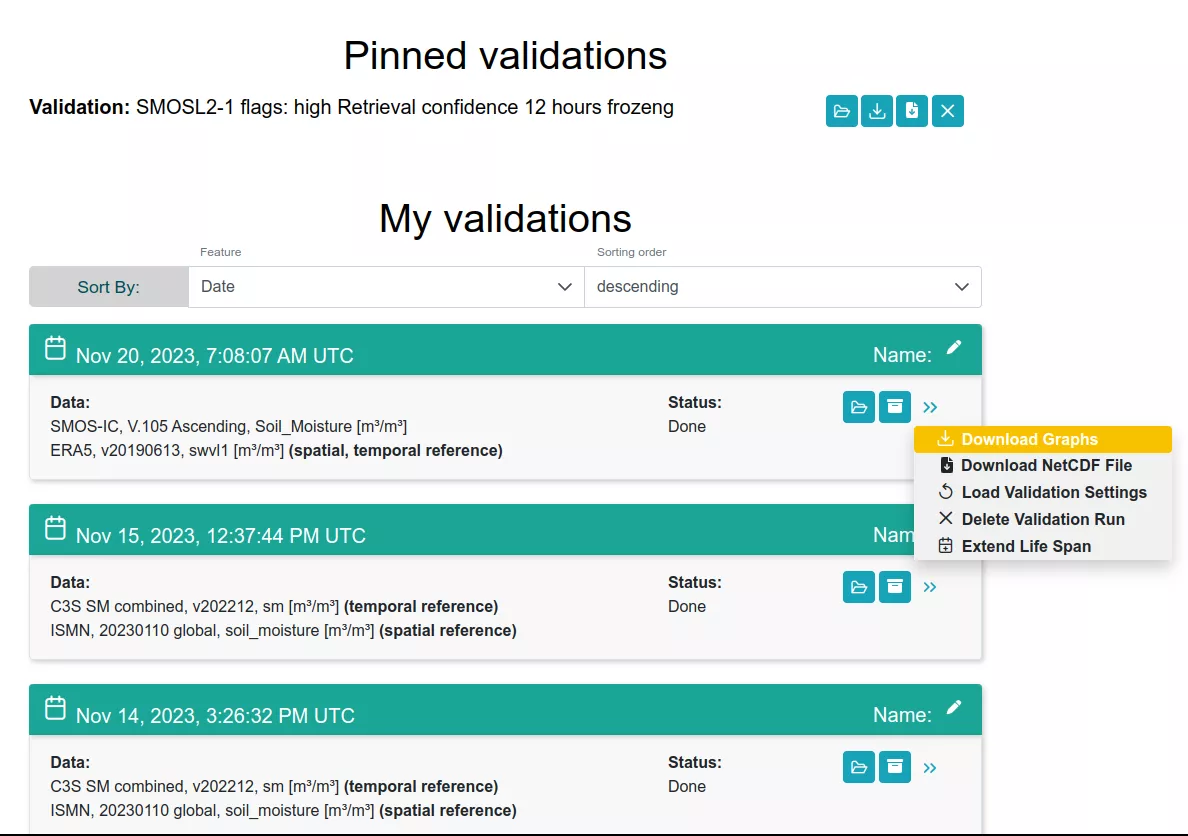 Pinned validations
Validation: SMOSL2-1 flags: high Retrieval confidence 12 hours frozeng
My validations
Feature
Sorting order
Sort By:
Date
descending
Nov 20, 2023, 7:08:07 AM UTC
Name:
Data:
SMOS-IC, V.105 Ascending, Soil_Moisture [m³/m³]
ERA5, v20190613, swvl1 [m³/m³] (spatial, temporal reference)
Status:
Done
Download Graphs
Download NetCDF File
Load Validation Settings
Delete Validation Run
Extend Life Span
Nov 15, 2023, 12:37:44 PM UTC
Nam
Data:
C3S SM combined, v202212, sm [m³/m³] (temporal reference)
ISMN, 20230110 global, soil_moisture [m³/m³] (spatial reference)
Status:
Done
Nov 14, 2023, 3:26:32 PM UTC
Name:
Data:
C3S SM combined, v202212, sm [m³/m³] (temporal reference)
ISMN, 20230110 global, soil_moisture [m³/m³] (spatial reference)
Status:
Done